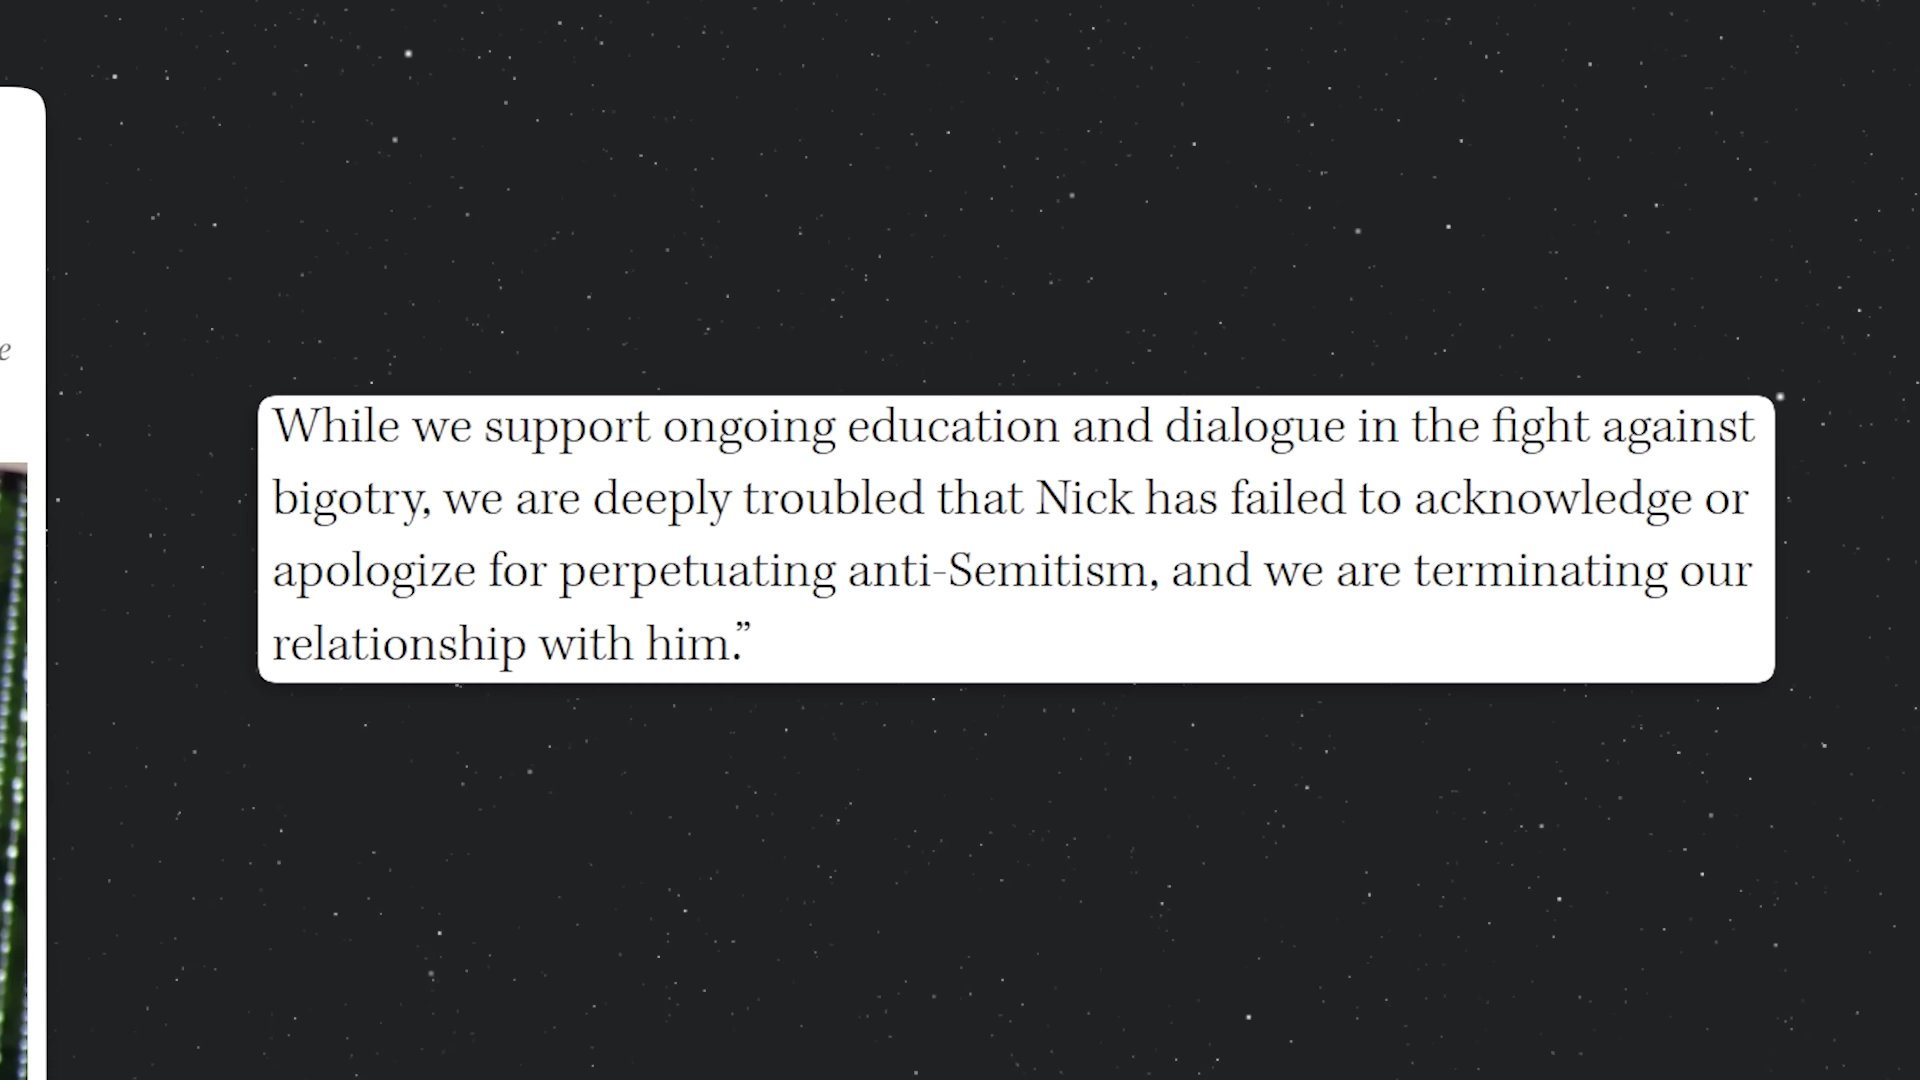 e
While we support ongoing education and dialogue in the fight against
bigotry, we are deeply troubled that Nick has failed to acknowledge or
apologize for perpetuating anti-Semitism, and we are terminating our
relationship with him.”